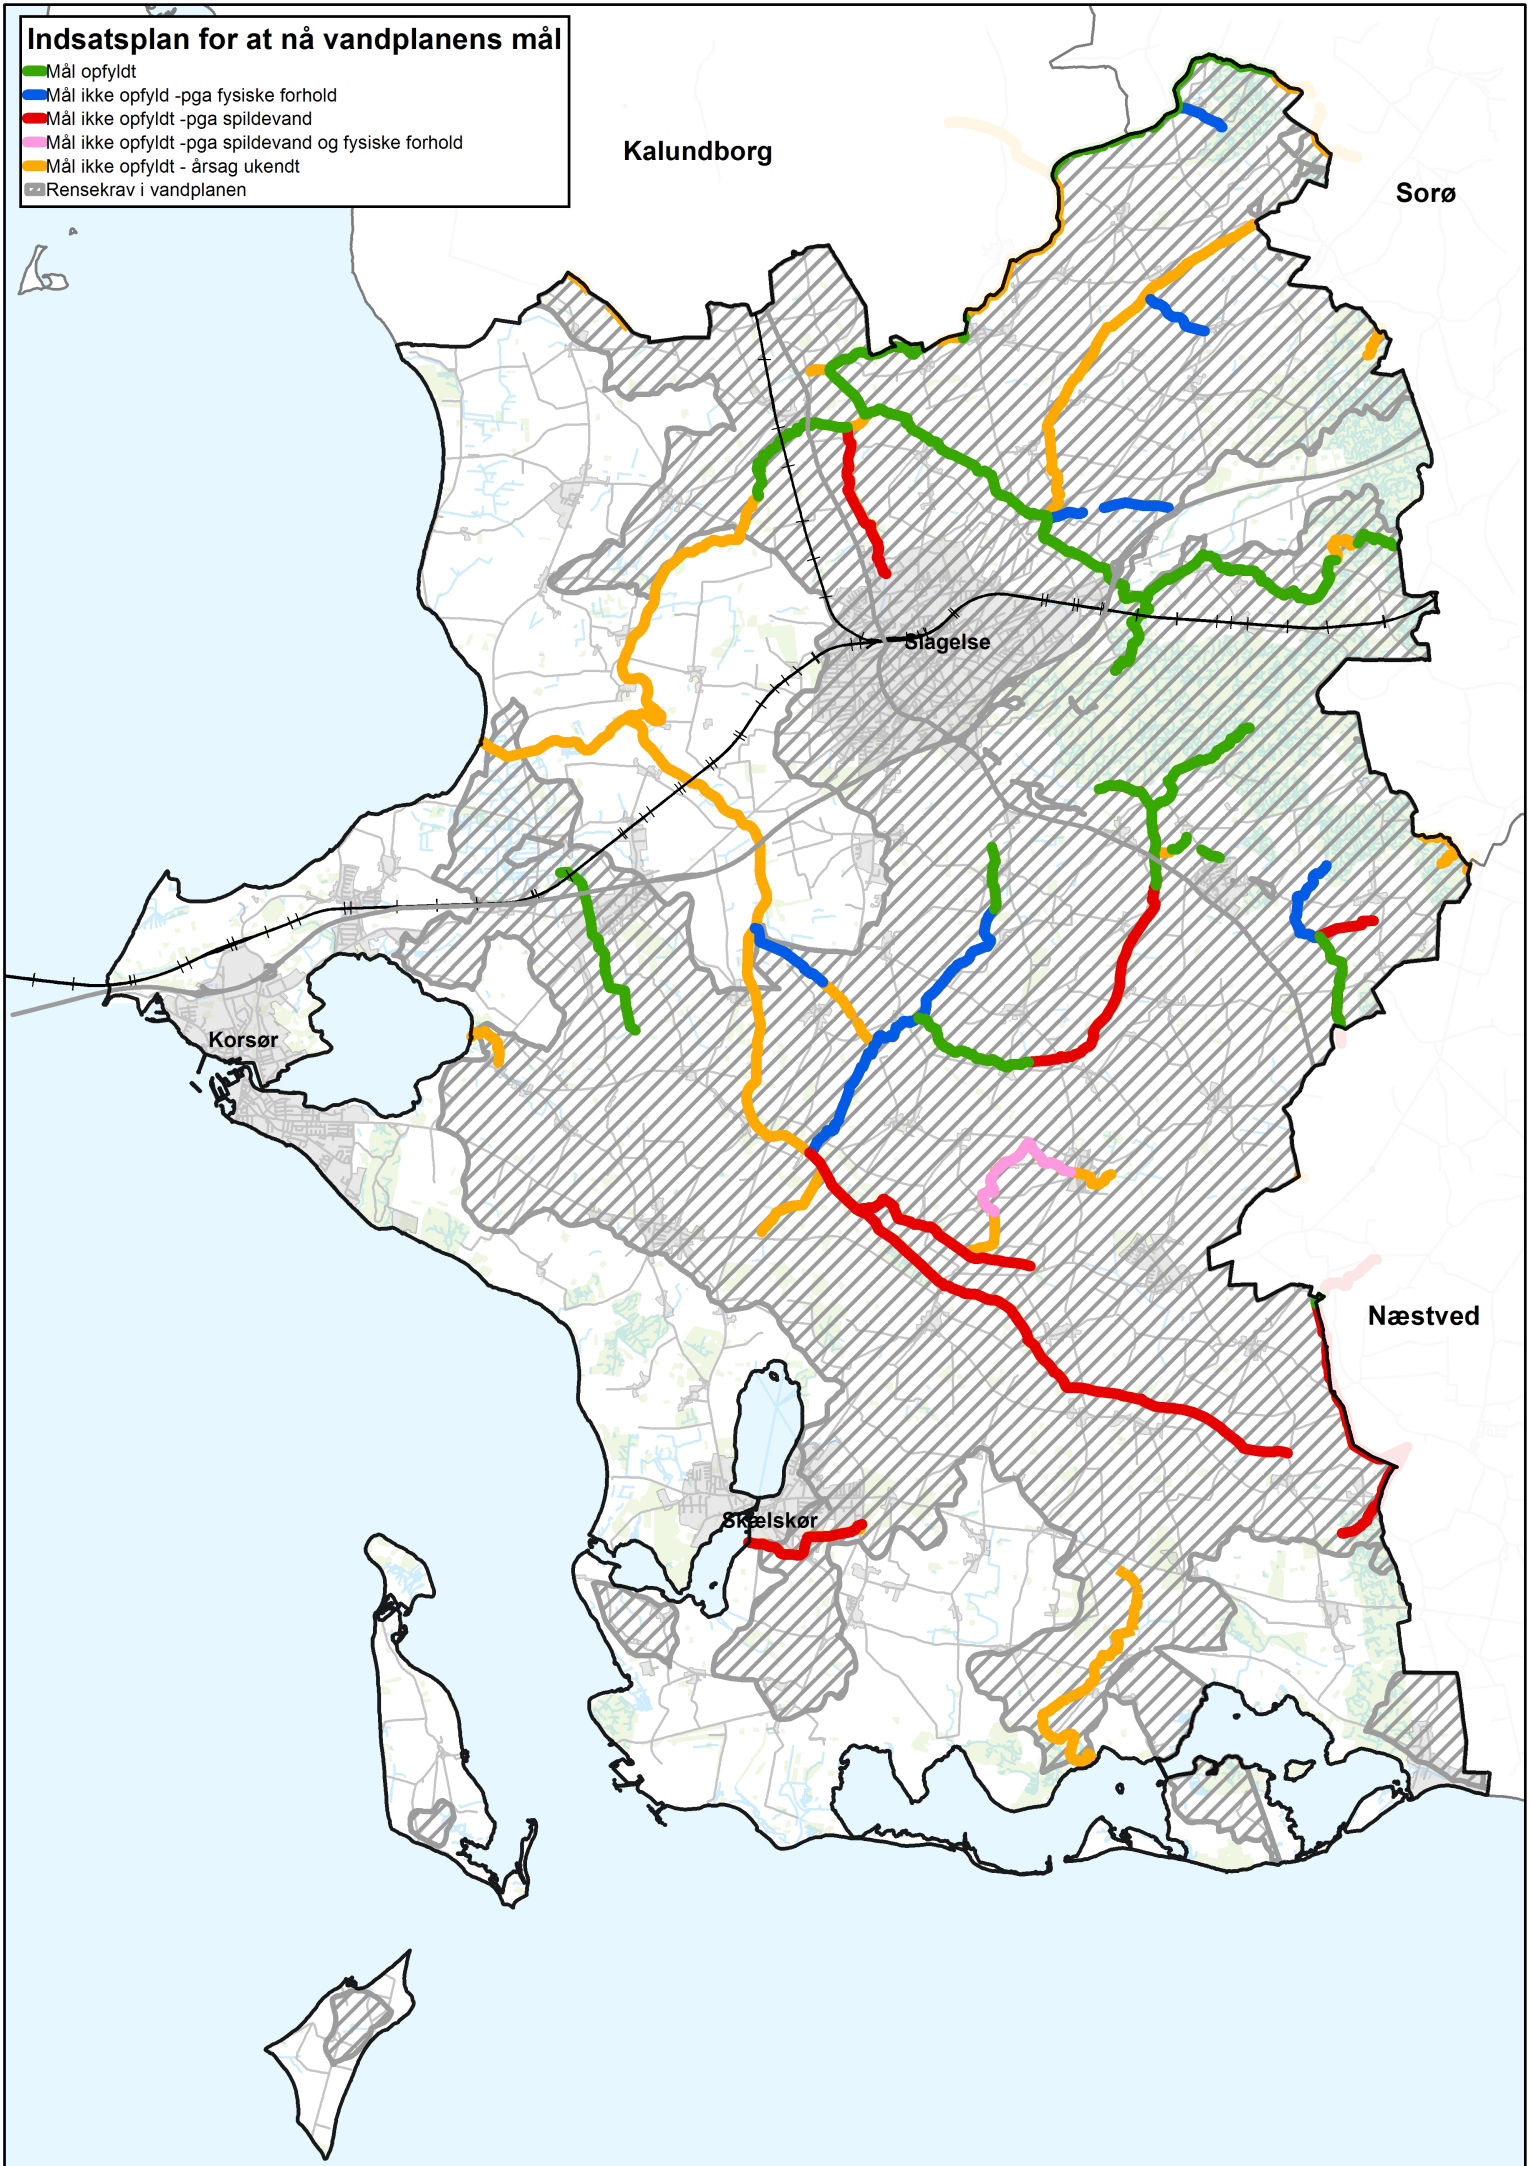 Indsatsplan for at nå vandplanens mål
Mål opfyldt
Mål ikke opfyld -pga fysiske forhold
Mål ikke opfyldt -pga spildevand
Mål ikke opfyldt -pga spildevand og fysiske forhold
Mål ikke opfyldt - årsag ukendt
Rensekrav i vandplanen
Kalundborg
Sorø
Slagelse
Korsør
Næstved
Skælskør